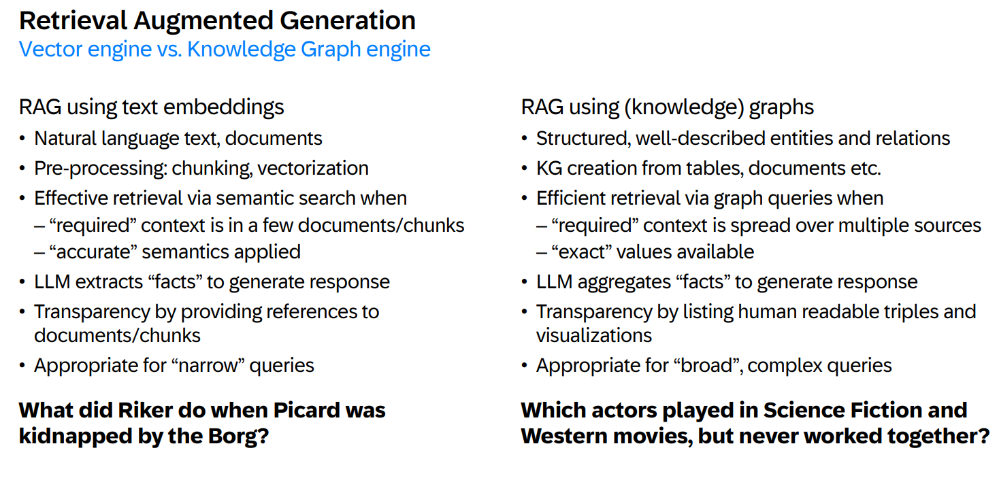 Retrieval Augmented Generation
Vector engine vs. Knowledge Graph engine
RAG using text embeddings
• Natural language text, documents
• Pre-processing: chunking, vectorization
• Effective retrieval via semantic search when
– “required” context is in a few documents/chunks
– “accurate” semantics applied
• LLM extracts “facts” to generate response
• Transparency by providing references to
documents/chunks
• Appropriate for “narrow” queries
What did Riker do when Picard was
kidnapped by the Borg?
RAG using (knowledge) graphs
• Structured, well-described entities and relations
• KG creation from tables, documents etc.
• Efficient retrieval via graph queries when
– “required” context is spread over multiple sources
– “exact” values available
• LLM aggregates “facts” to generate response
• Transparency by listing human readable triples and
visualizations
• Appropriate for “broad”, complex queries
Which actors played in Science Fiction and
Western movies, but never worked together?